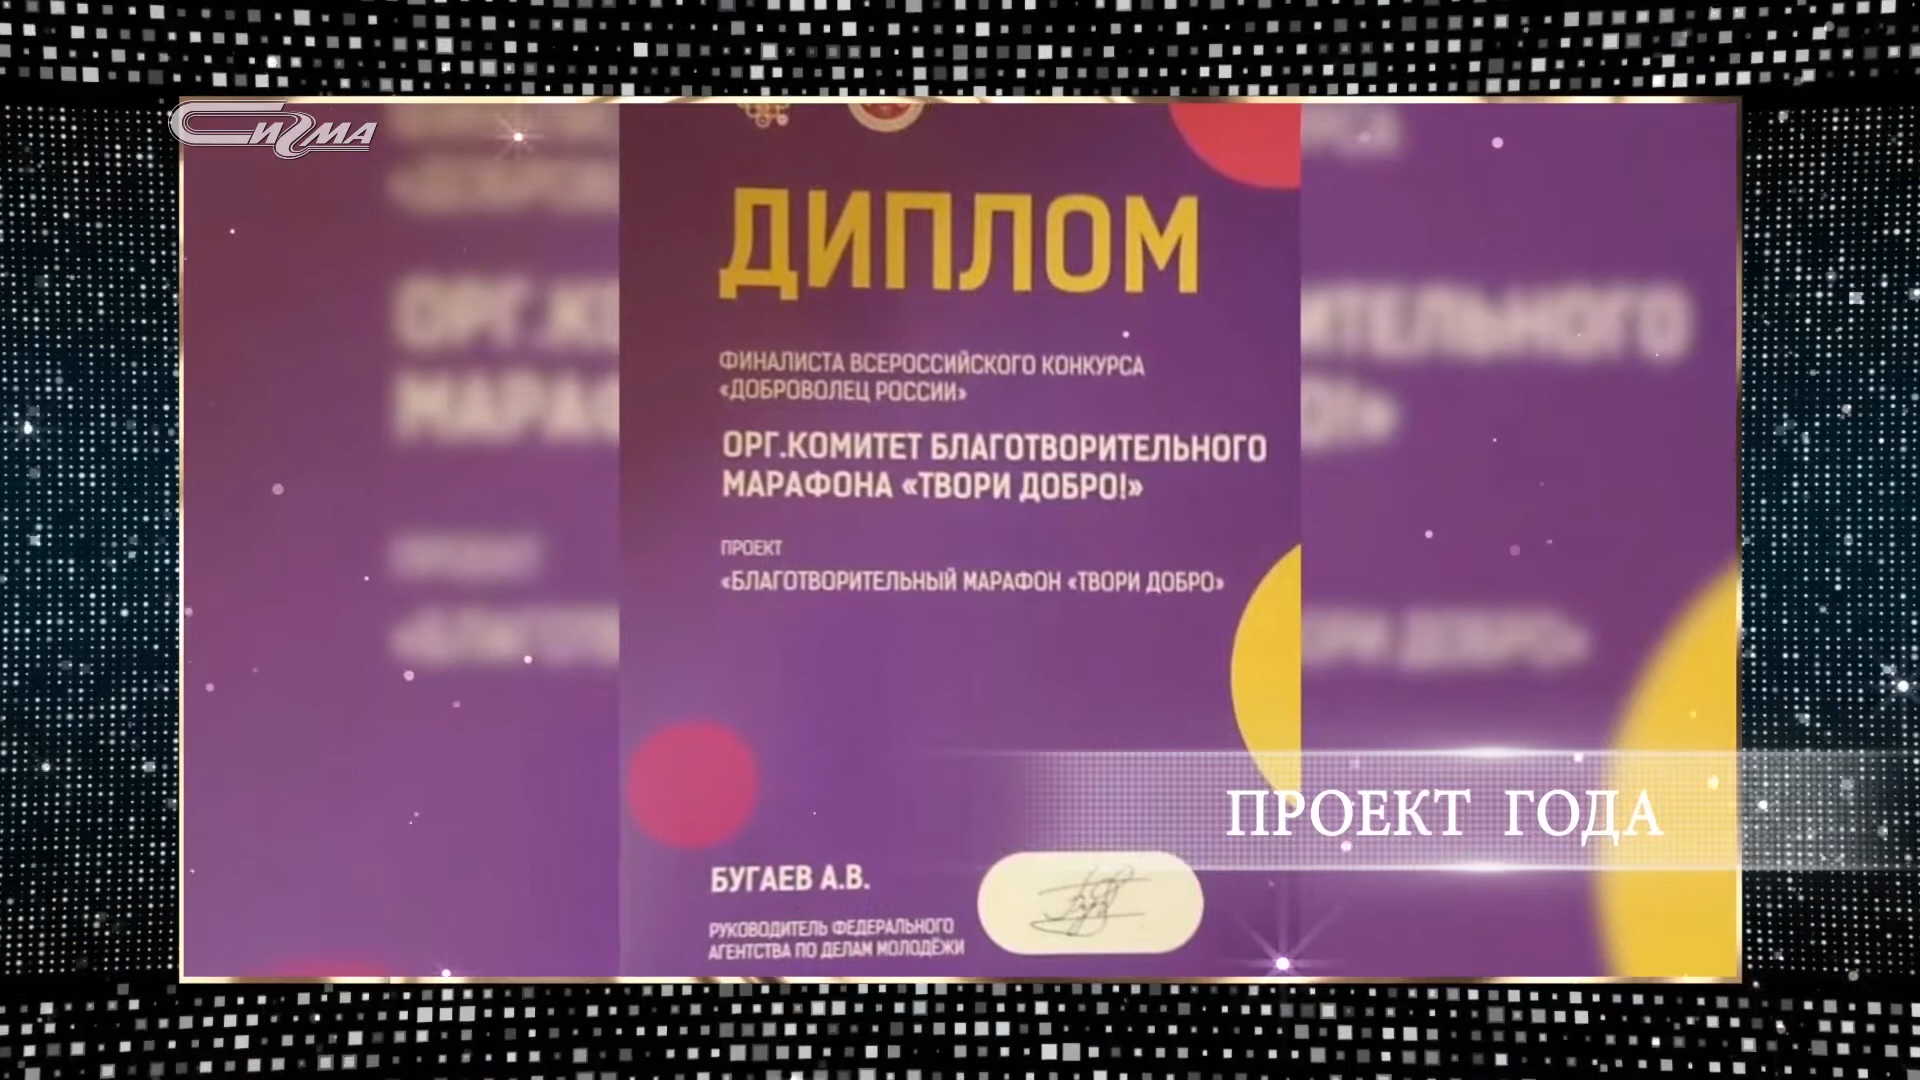 СИГМА
ДИПЛОМ
ФИНАЛИСТА ВСЕРОССИЙСКОГО КОНКУРСА
«ДОБРОВОЛЕЦ РОССИИ»
ОРГ.КОМИТЕТ БЛАГОТВОРИТЕЛЬНОГО
МАРАФОНА «ТВОРИ ДОБРО!»
ПРОЕКТ
«БЛАГОТВОРИТЕЛЬНЫЙ МАРАФОН «ТВОРИ ДОБРО»
ПРОЕКТ ГОДА
БУГАЕВ А.В.
РУКОВОДИТЕЛЬ ФЕДЕРАЛЬНОГО
АГЕНТСТВА ПО ДЕЛАМ МОЛОДЁЖИ